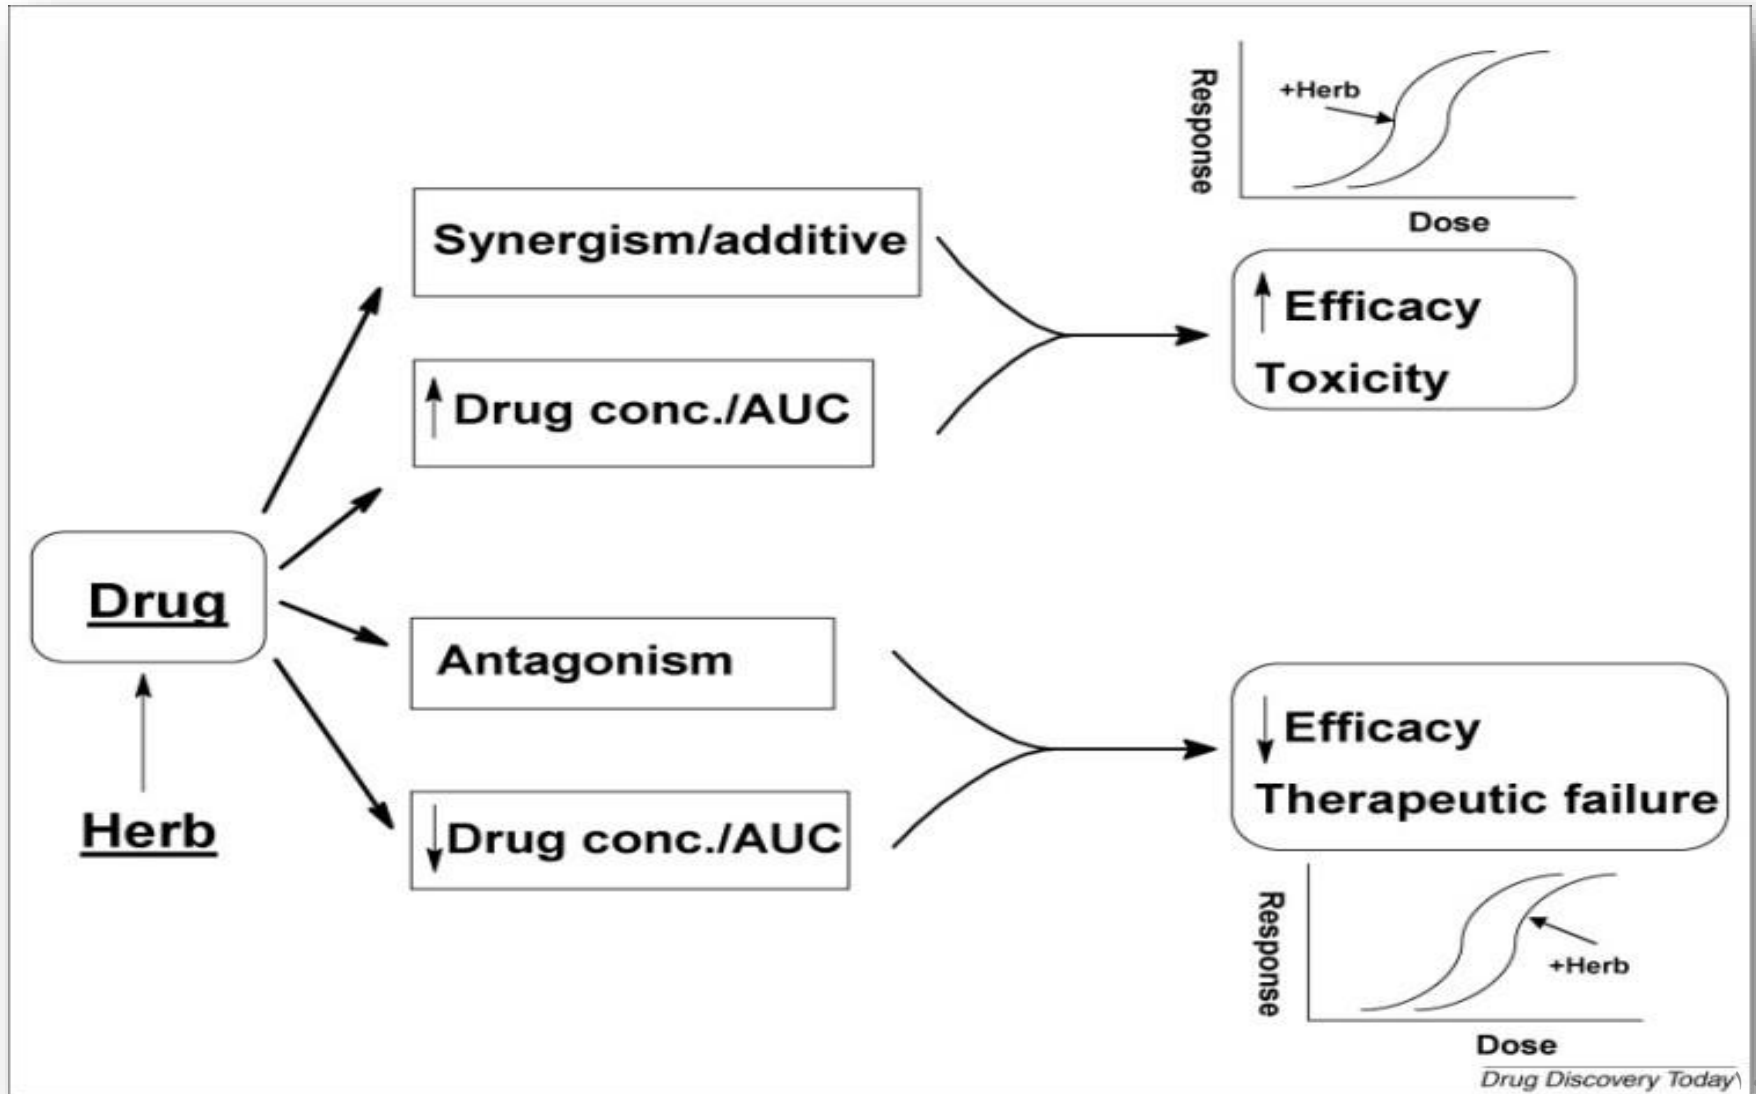 Response
+Herb
Dose
Synergism/additive
↑ Drug conc./AUC
↑ Efficacy
Toxicity
Drug
Herb
Antagonism
↓ Drug conc./AUC
↓ Efficacy
Therapeutic failure
Response
+Herb
Dose
Drug Discovery Today